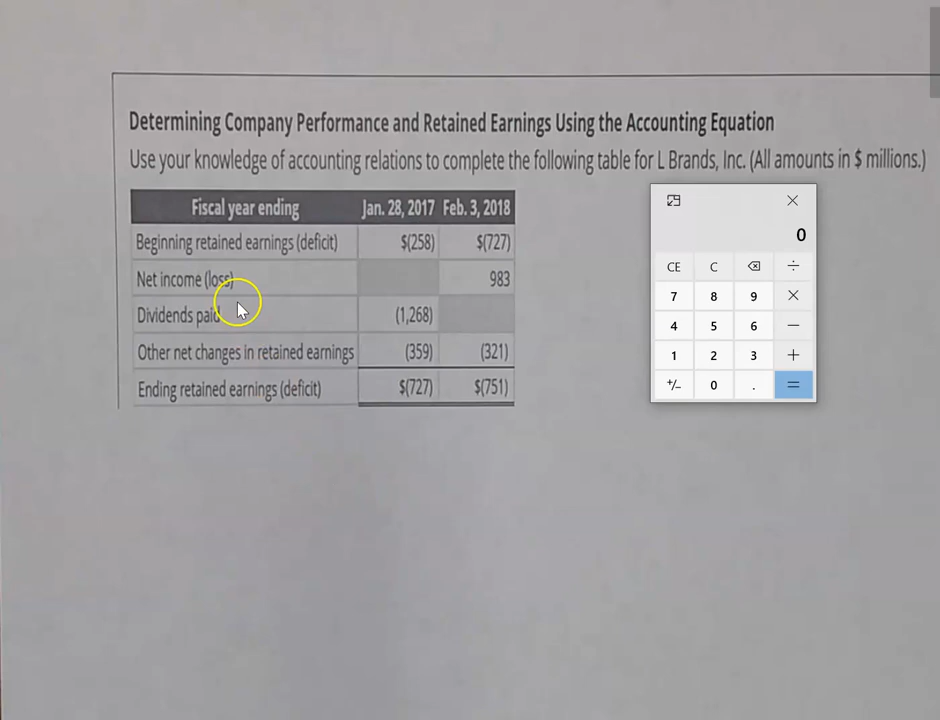 Determining Company Performance and Retained Earnings Using the Accounting Equation
Use your knowledge of accounting relations to complete the following table for L Brands, Inc. (All amounts in $ millions.)
Fiscal year ending Jan. 28, 2017 Feb. 3, 2018
Beginning retained earnings (deficit) $(258) $(727)
Net income (loss) 983
Dividends paid (1,268)
Other net changes in retained earnings (359) (321)
Ending retained earnings (deficit) $(727) $(751)
0
CE C ÷
7 8 9 ×
4 5 6 −
1 2 3 +
+/− 0 . =